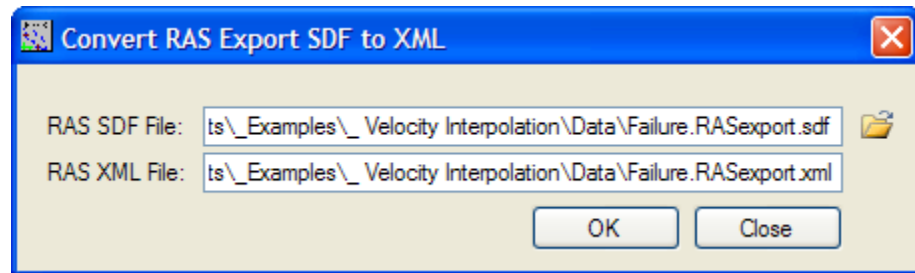 Convert RAS Export SDF to XML
RAS SDF File: ts\_Examples\_ Velocity Interpolation\Data\Failure.RASexport.sdf
RAS XML File: ts\_Examples\_ Velocity Interpolation\Data\Failure.RASexport.xml
OK Close